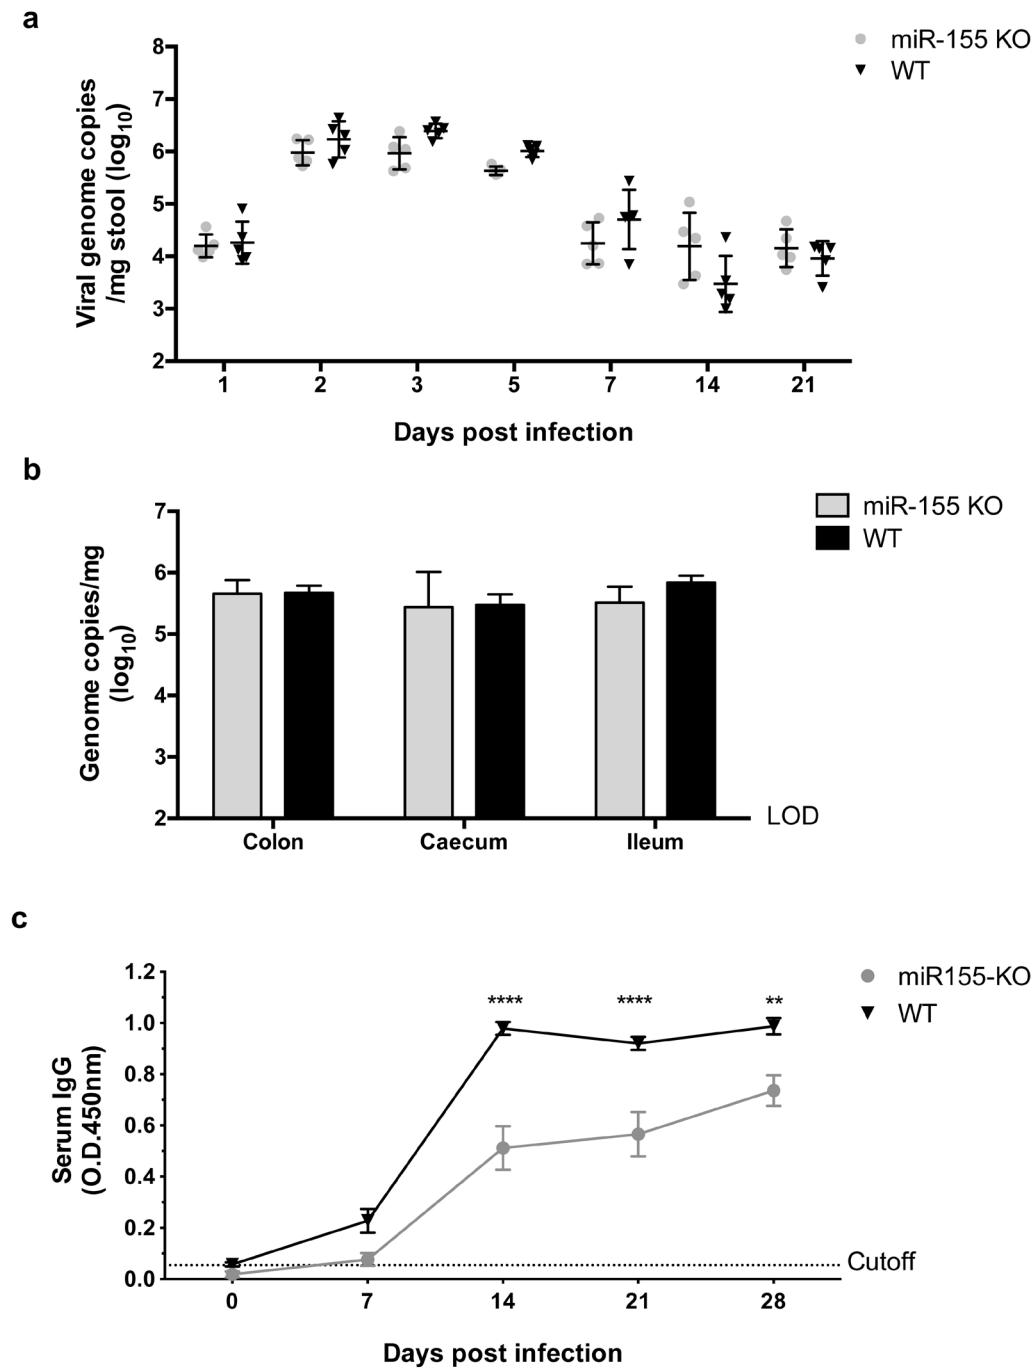 a
miR-155 KO
WT
Viral genome copies
/mg stool (log10)
8
7
6
5
4
3
2
1 2 3 5 7 14 21
Days post infection
b
miR-155 KO
WT
Genome copies/mg
(log10)
7
6
5
4
3
2
LOD
Colon Caecum Ileum
c
miR155-KO
WT
Serum IgG
(O.D.450nm)
1.2
1.0
0.8
0.6
0.4
0.2
0.0
**** **** **
Cutoff
0 7 14 21 28
Days post infection